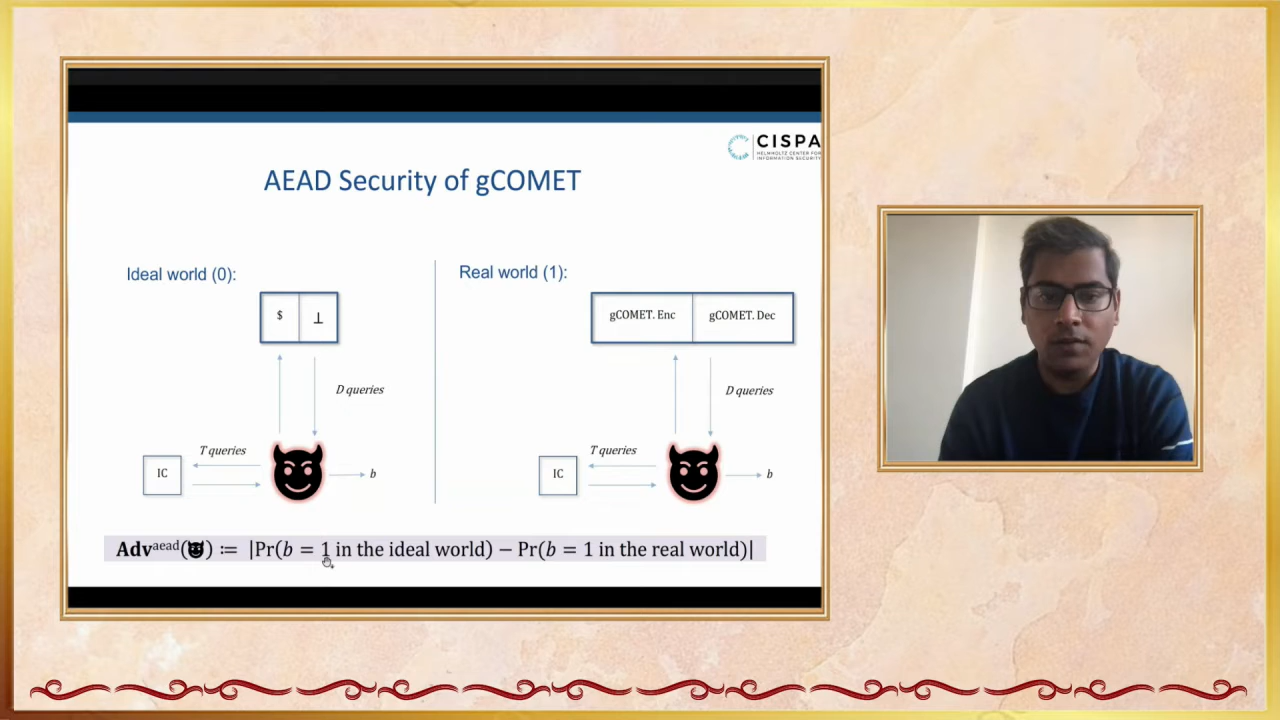 CISPA
HELMHOLTZ CENTER FOR
INFORMATION SECURITY
AEAD Security of gCOMET
Ideal world (0):
Real world (1):
$ ⊥
gCOMET. Enc gCOMET. Dec
D queries
D queries
T queries
T queries
IC
b
IC
b
Adv^aead(😈) ≔ |Pr(b = 1 in the ideal world) − Pr(b = 1 in the real world)|